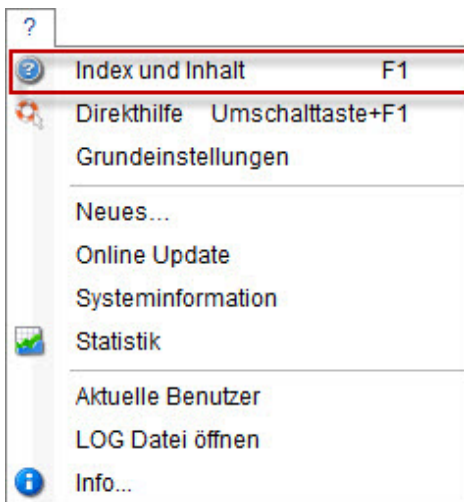 ?
Index und Inhalt F1
Direkthilfe Umschalttaste+F1
Grundeinstellungen
Neues...
Online Update
Systeminformation
Statistik
Aktuelle Benutzer
LOG Datei öffnen
Info...